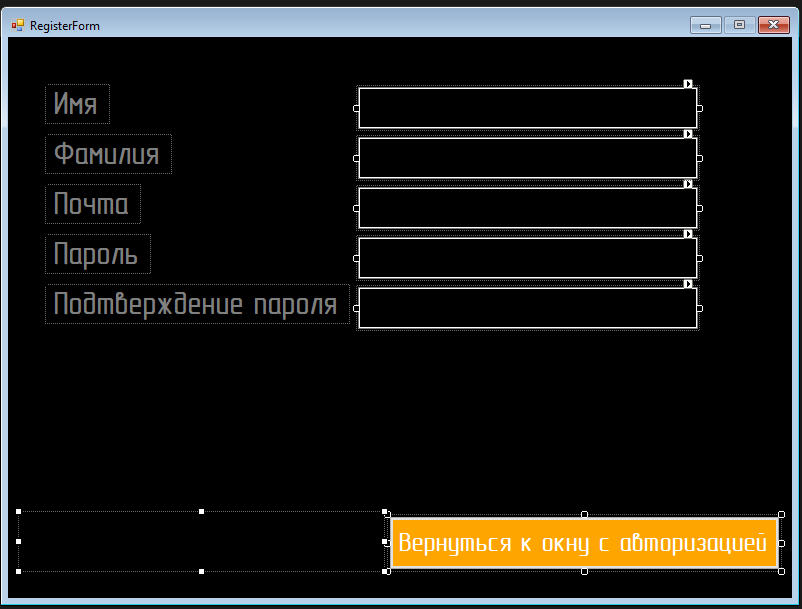 RegisterForm
Имя
Фамилия
Почта
Пароль
Подтверждение пароля
Вернуться к окну с авторизацией